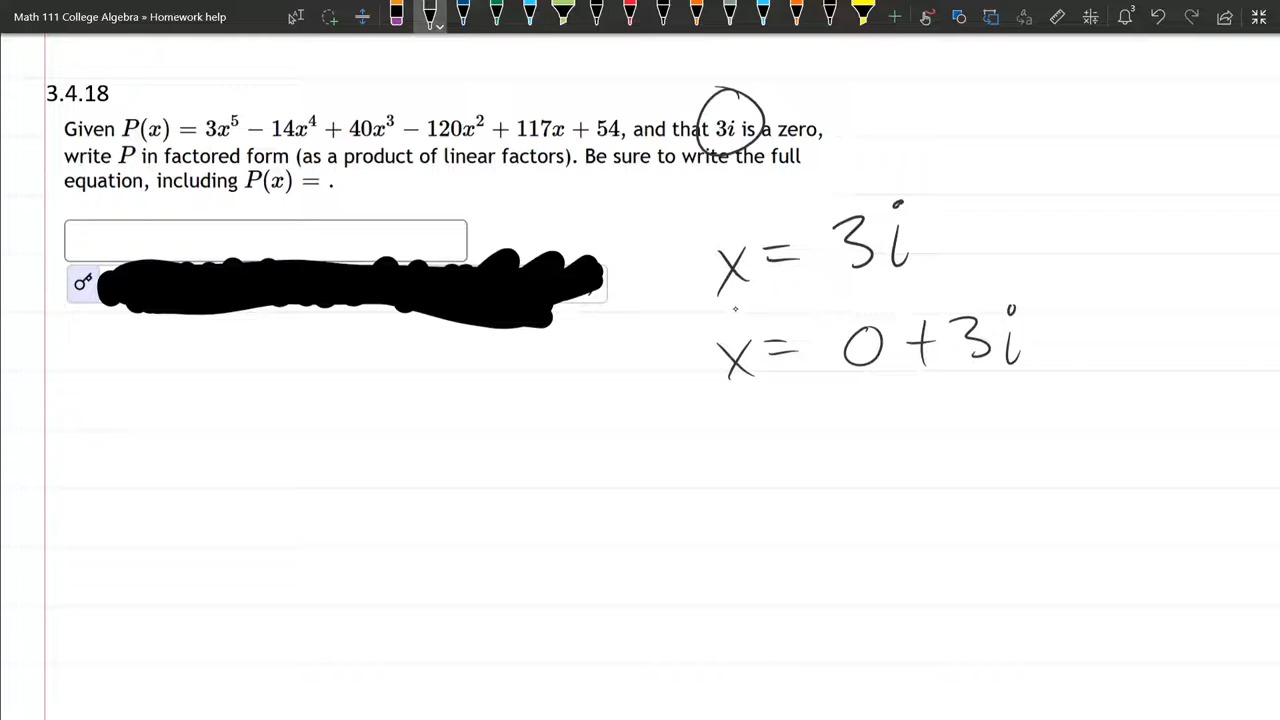 Math 111 College Algebra » Homework help
3
3.4.18
Given P(x) = 3x⁵ − 14x⁴ + 40x³ − 120x² + 117x + 54, and that 3i is a zero,
write P in factored form (as a product of linear factors). Be sure to write the full
equation, including P(x) = .
x = 3i
x = 0 + 3i